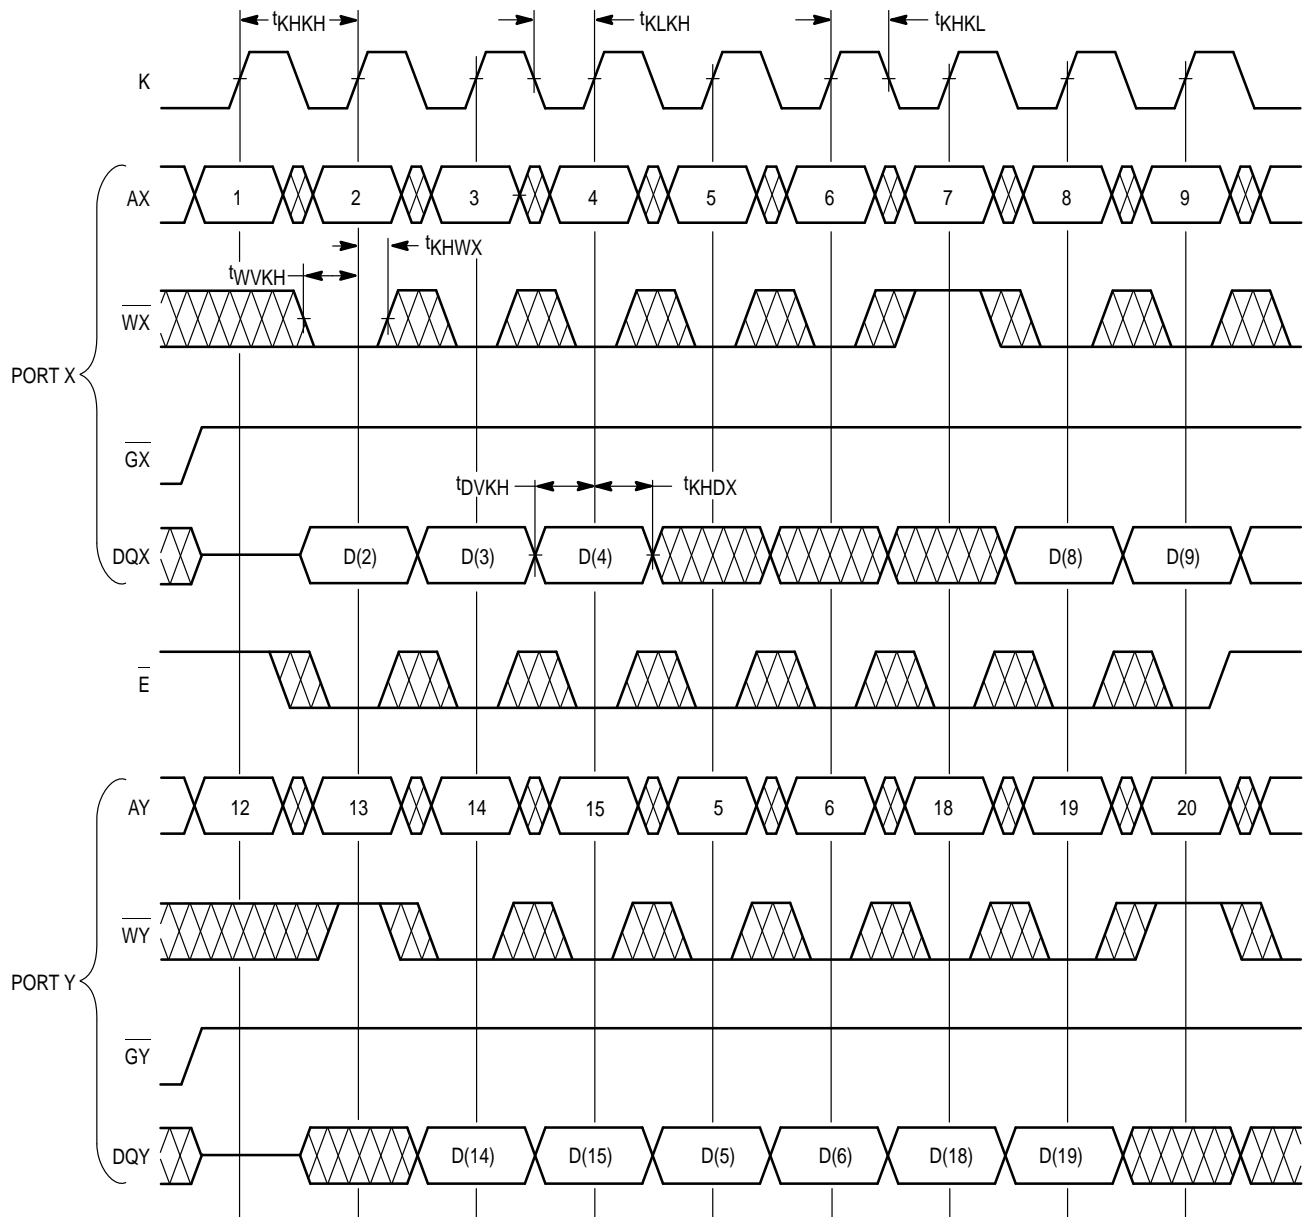 tKHKH tKLKH tKHKL
K
AX 1 2 3 4 5 6 7 8 9
tWVKH tKHWX
WX
PORT X
GX
tDVKH tKHDX
DQX D(2) D(3) D(4) D(8) D(9)
E
AY 12 13 14 15 5 6 18 19 20
WY
PORT Y
GY
DQY D(14) D(15) D(5) D(6) D(18) D(19)